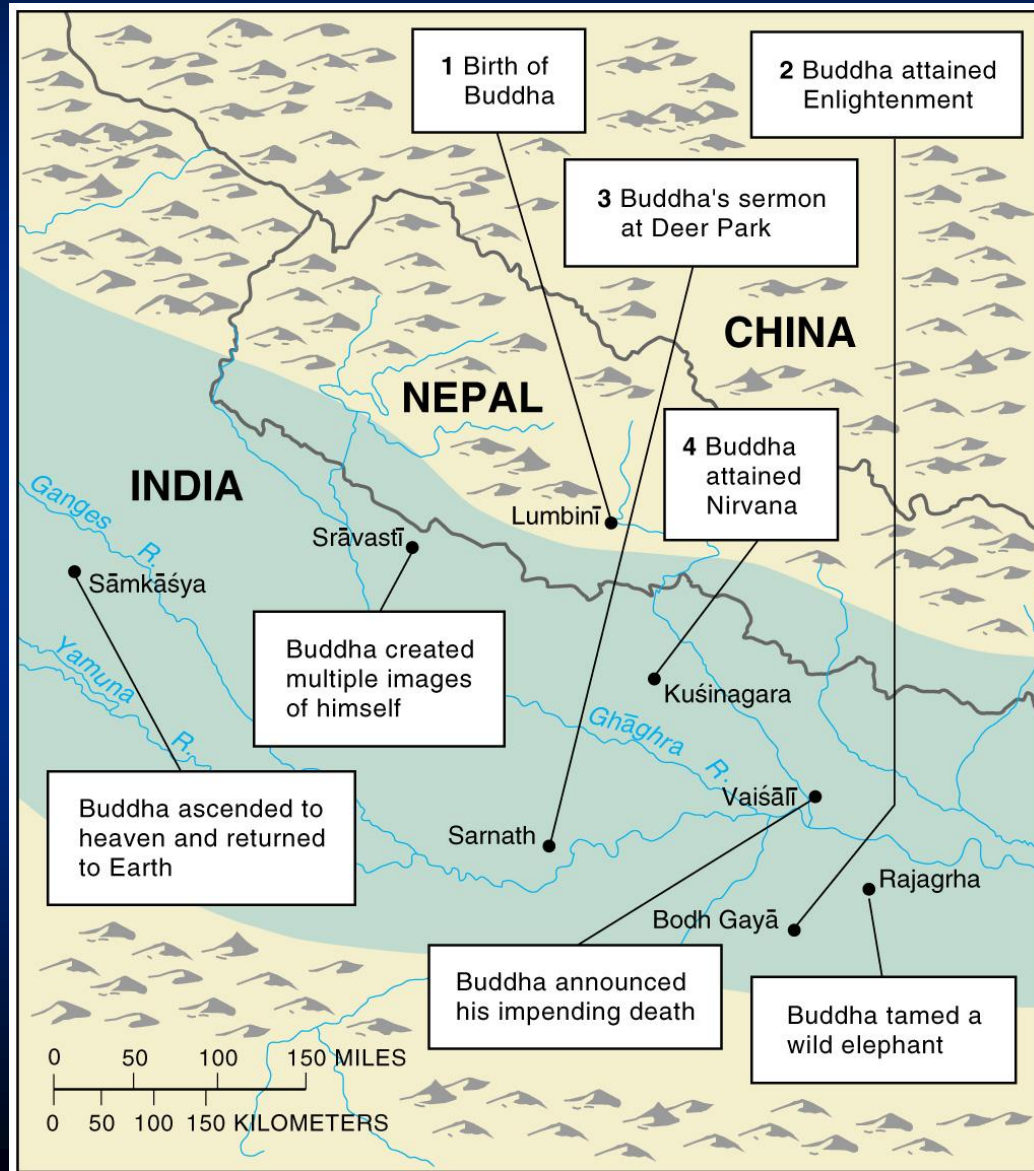 1 Birth of
Buddha
2 Buddha attained
Enlightenment
3 Buddha's sermon
at Deer Park
CHINA
NEPAL
4 Buddha
attained
Nirvana
INDIA
Ganges R.
Lumbinī
Srāvastī
Sāmkāśya
Buddha created
multiple images
of himself
Kuśinagara
Yamuna R.
Ghāghra R.
Vaiśālī
Buddha ascended to
heaven and returned
to Earth
Sarnath
Rajagrha
Bodh Gayā
Buddha announced
his impending death
Buddha tamed a
wild elephant
0 50 100 150 MILES
0 50 100 150 KILOMETERS